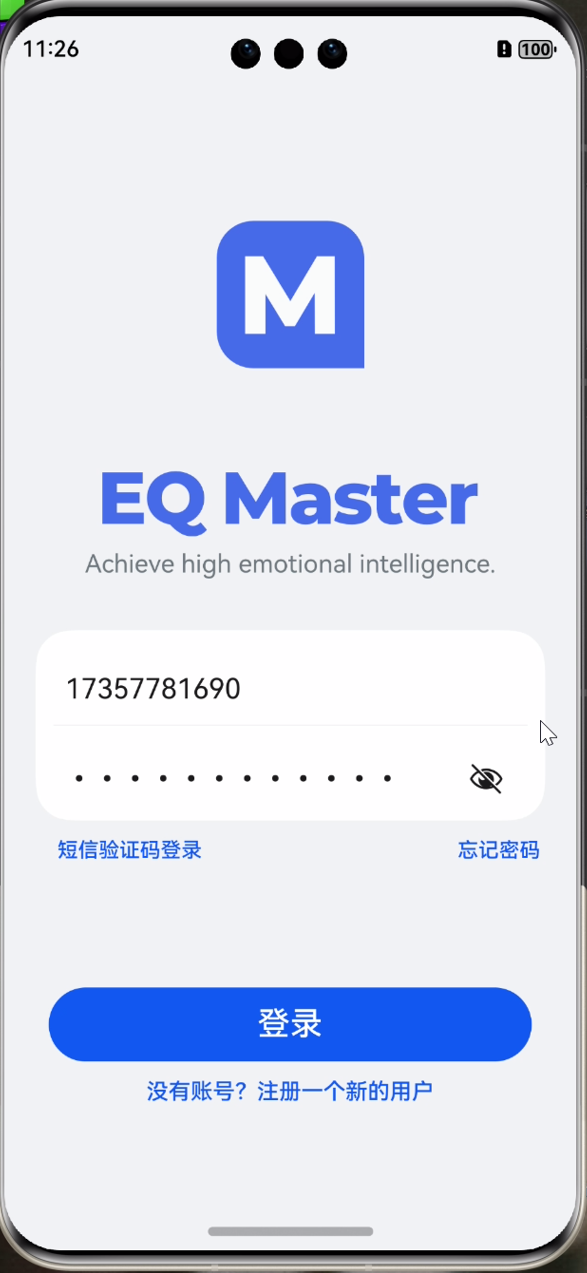 11:26
100
M
EQ Master
Achieve high emotional intelligence.
17357781690
短信验证码登录
忘记密码
登录
没有账号？注册一个新的用户